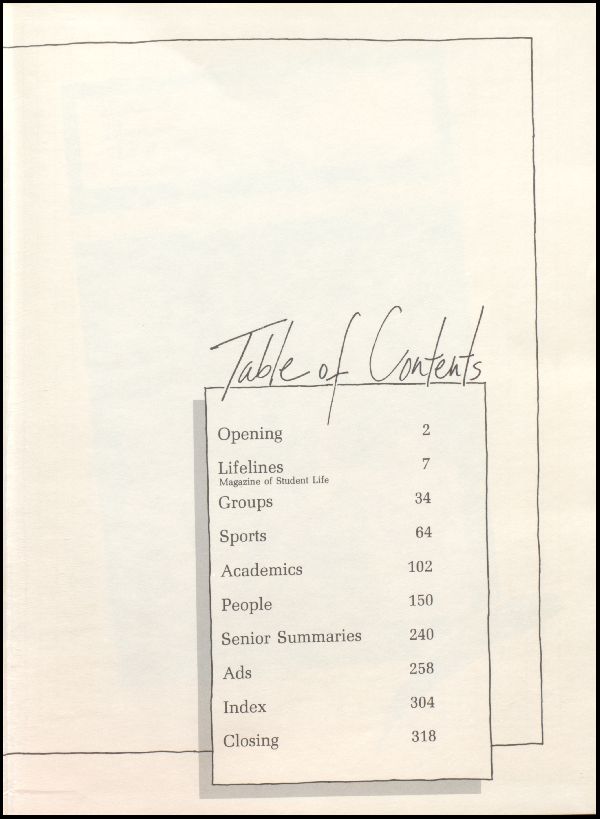 Table of Contents
Opening 2
Lifelines 7
Magazine of Student Life
Groups 34
Sports 64
Academics 102
People 150
Senior Summaries 240
Ads 258
Index 304
Closing 318